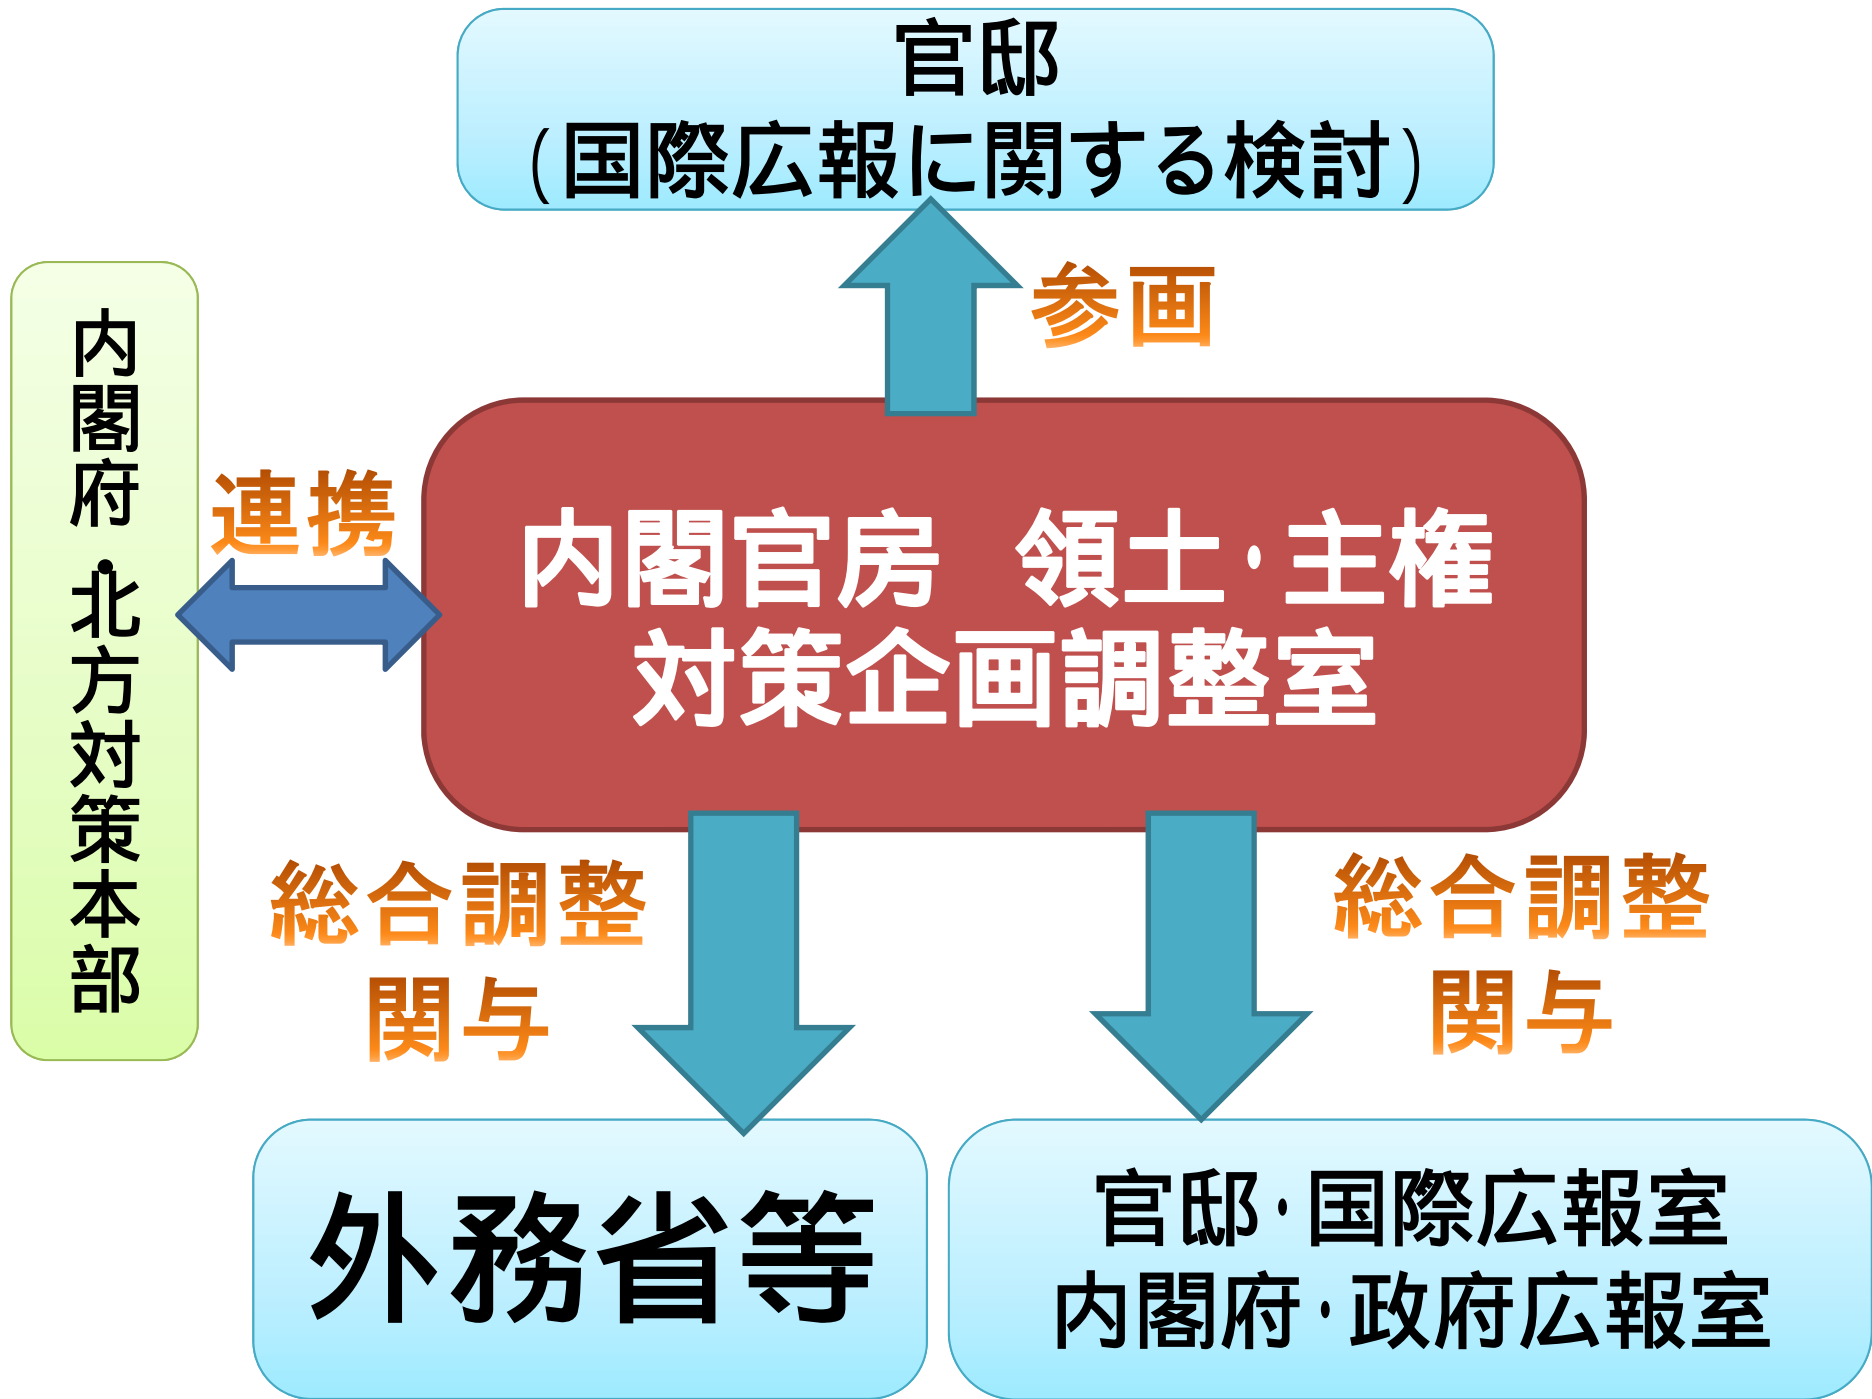 官邸
(国際広報に関する検討)
参画
内閣府・北方対策本部
連携
内閣官房　領土・主権
対策企画調整室
総合調整
関与
総合調整
関与
外務省等
官邸・国際広報室
内閣府・政府広報室